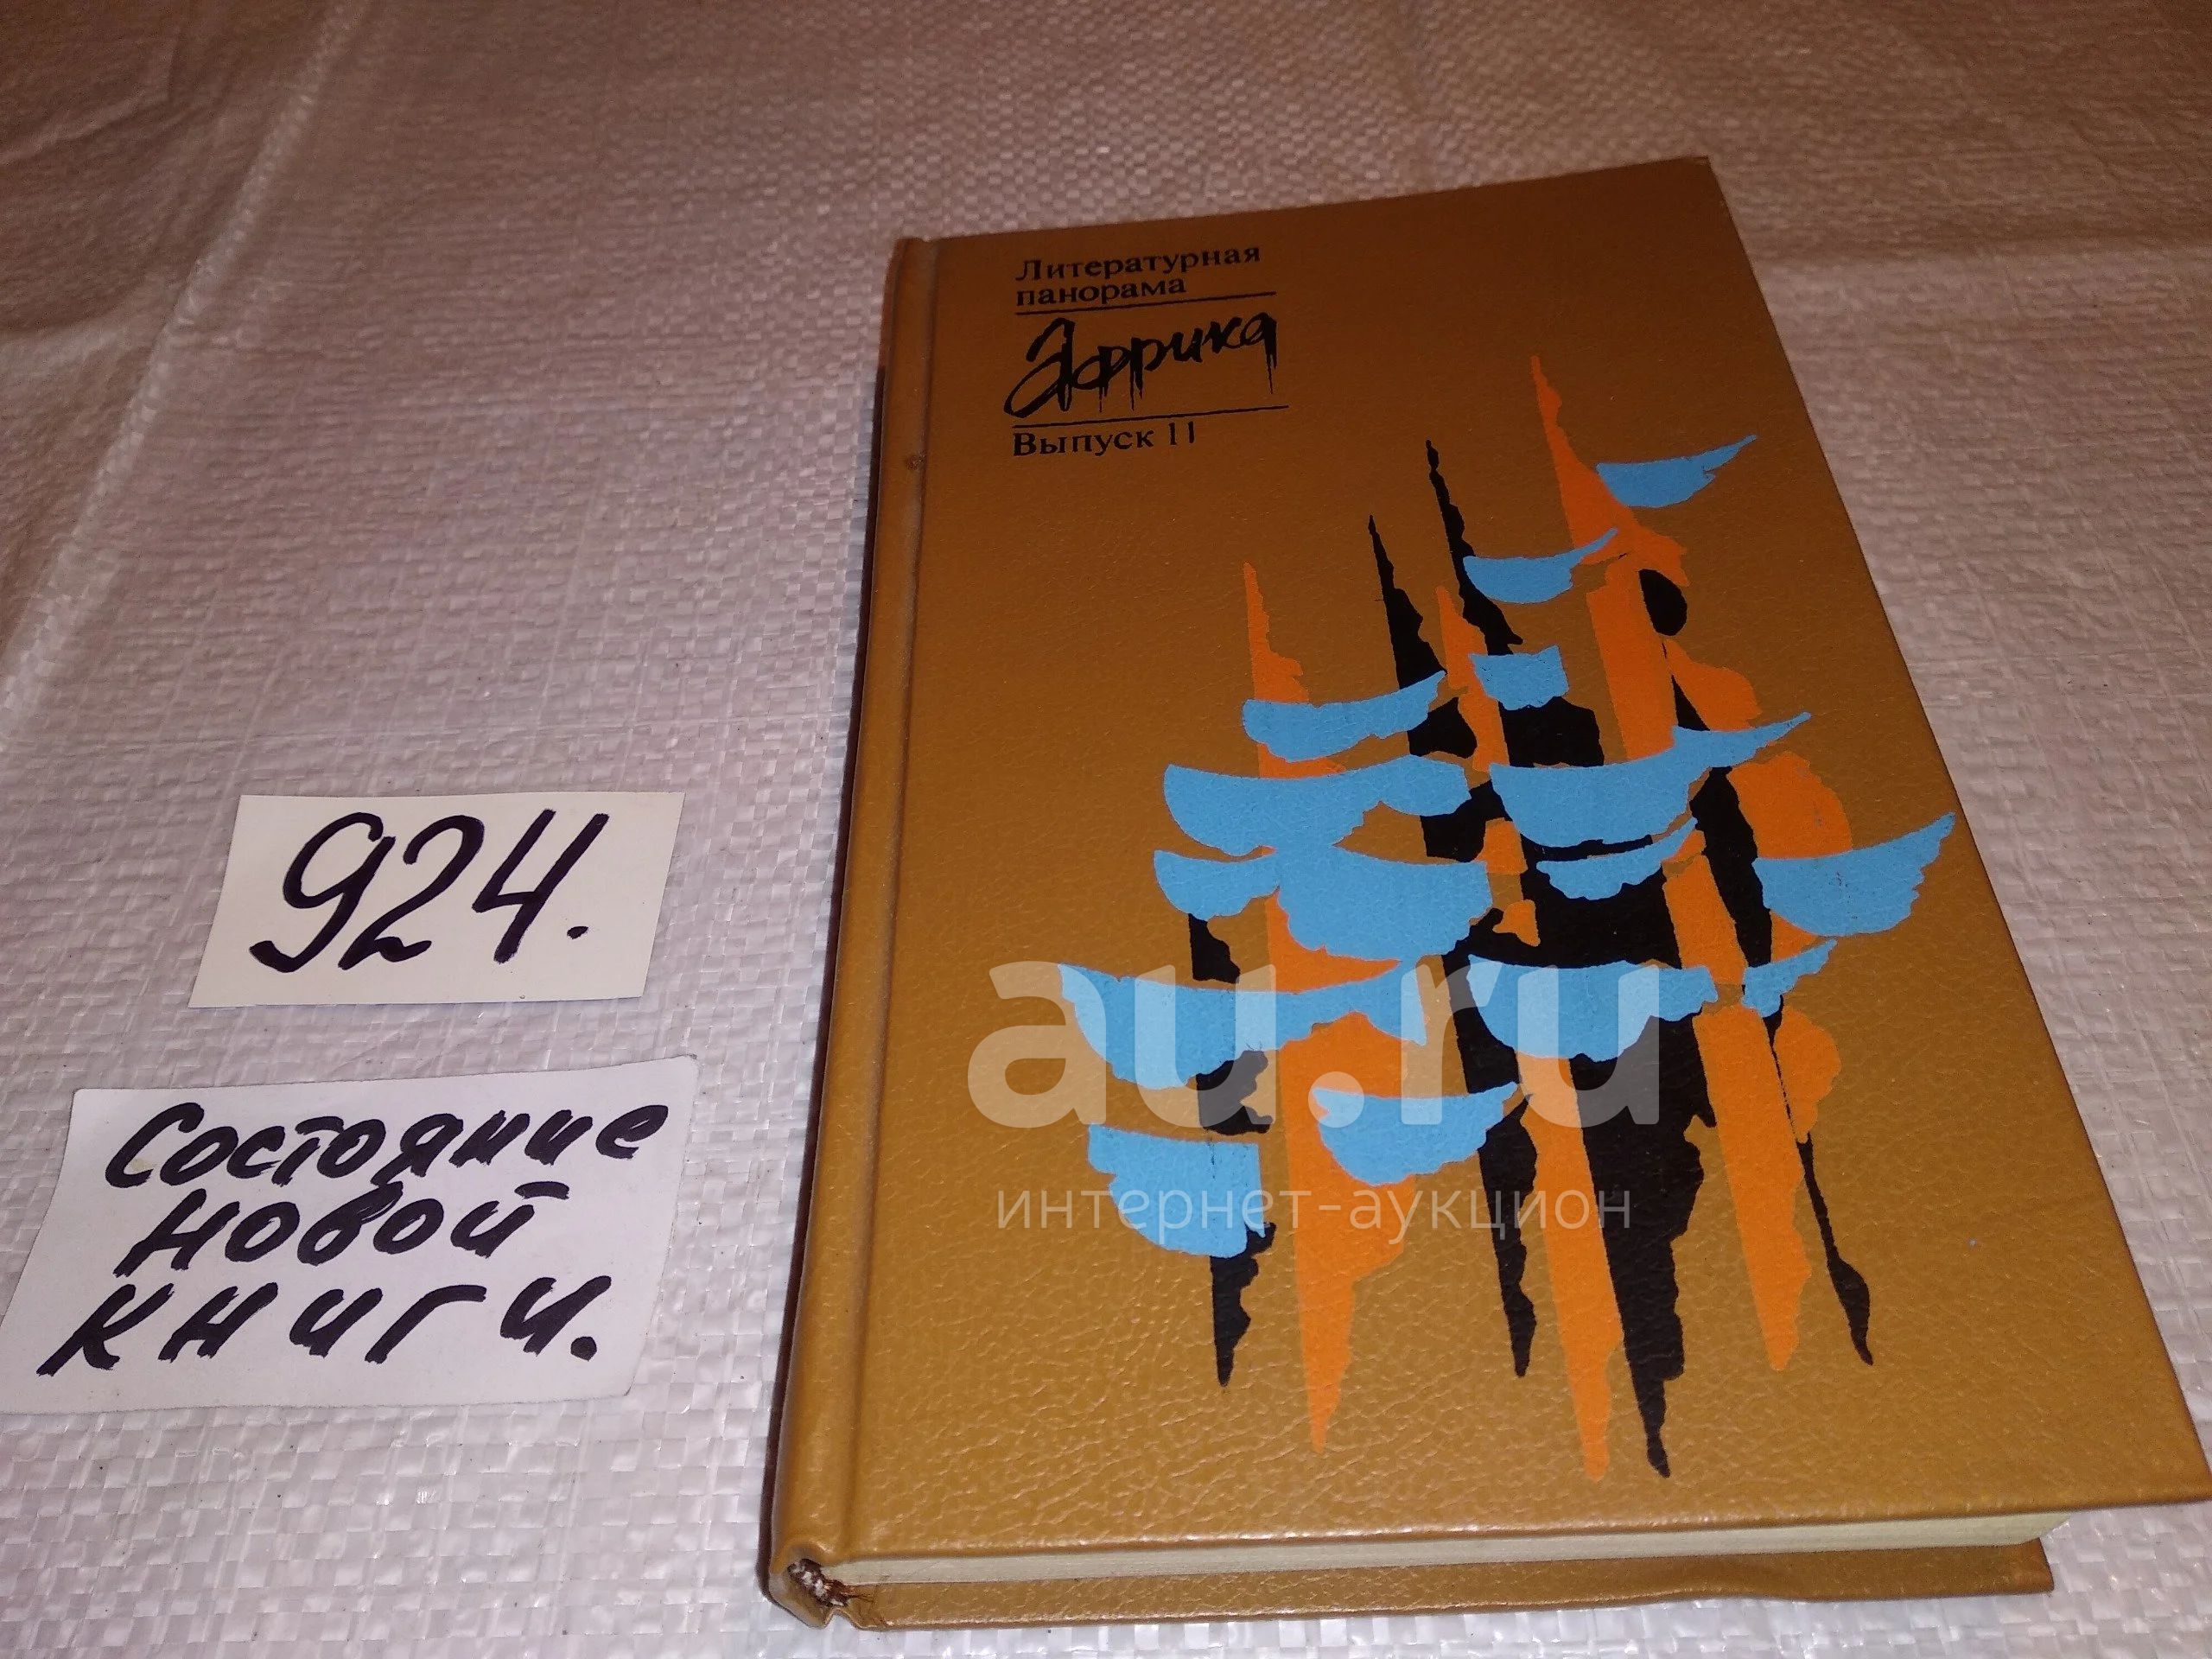 Литературная
панорама
Африка
Выпуск 11
924.
Состояние
новой
книги.
au.ru
интернет-аукцион